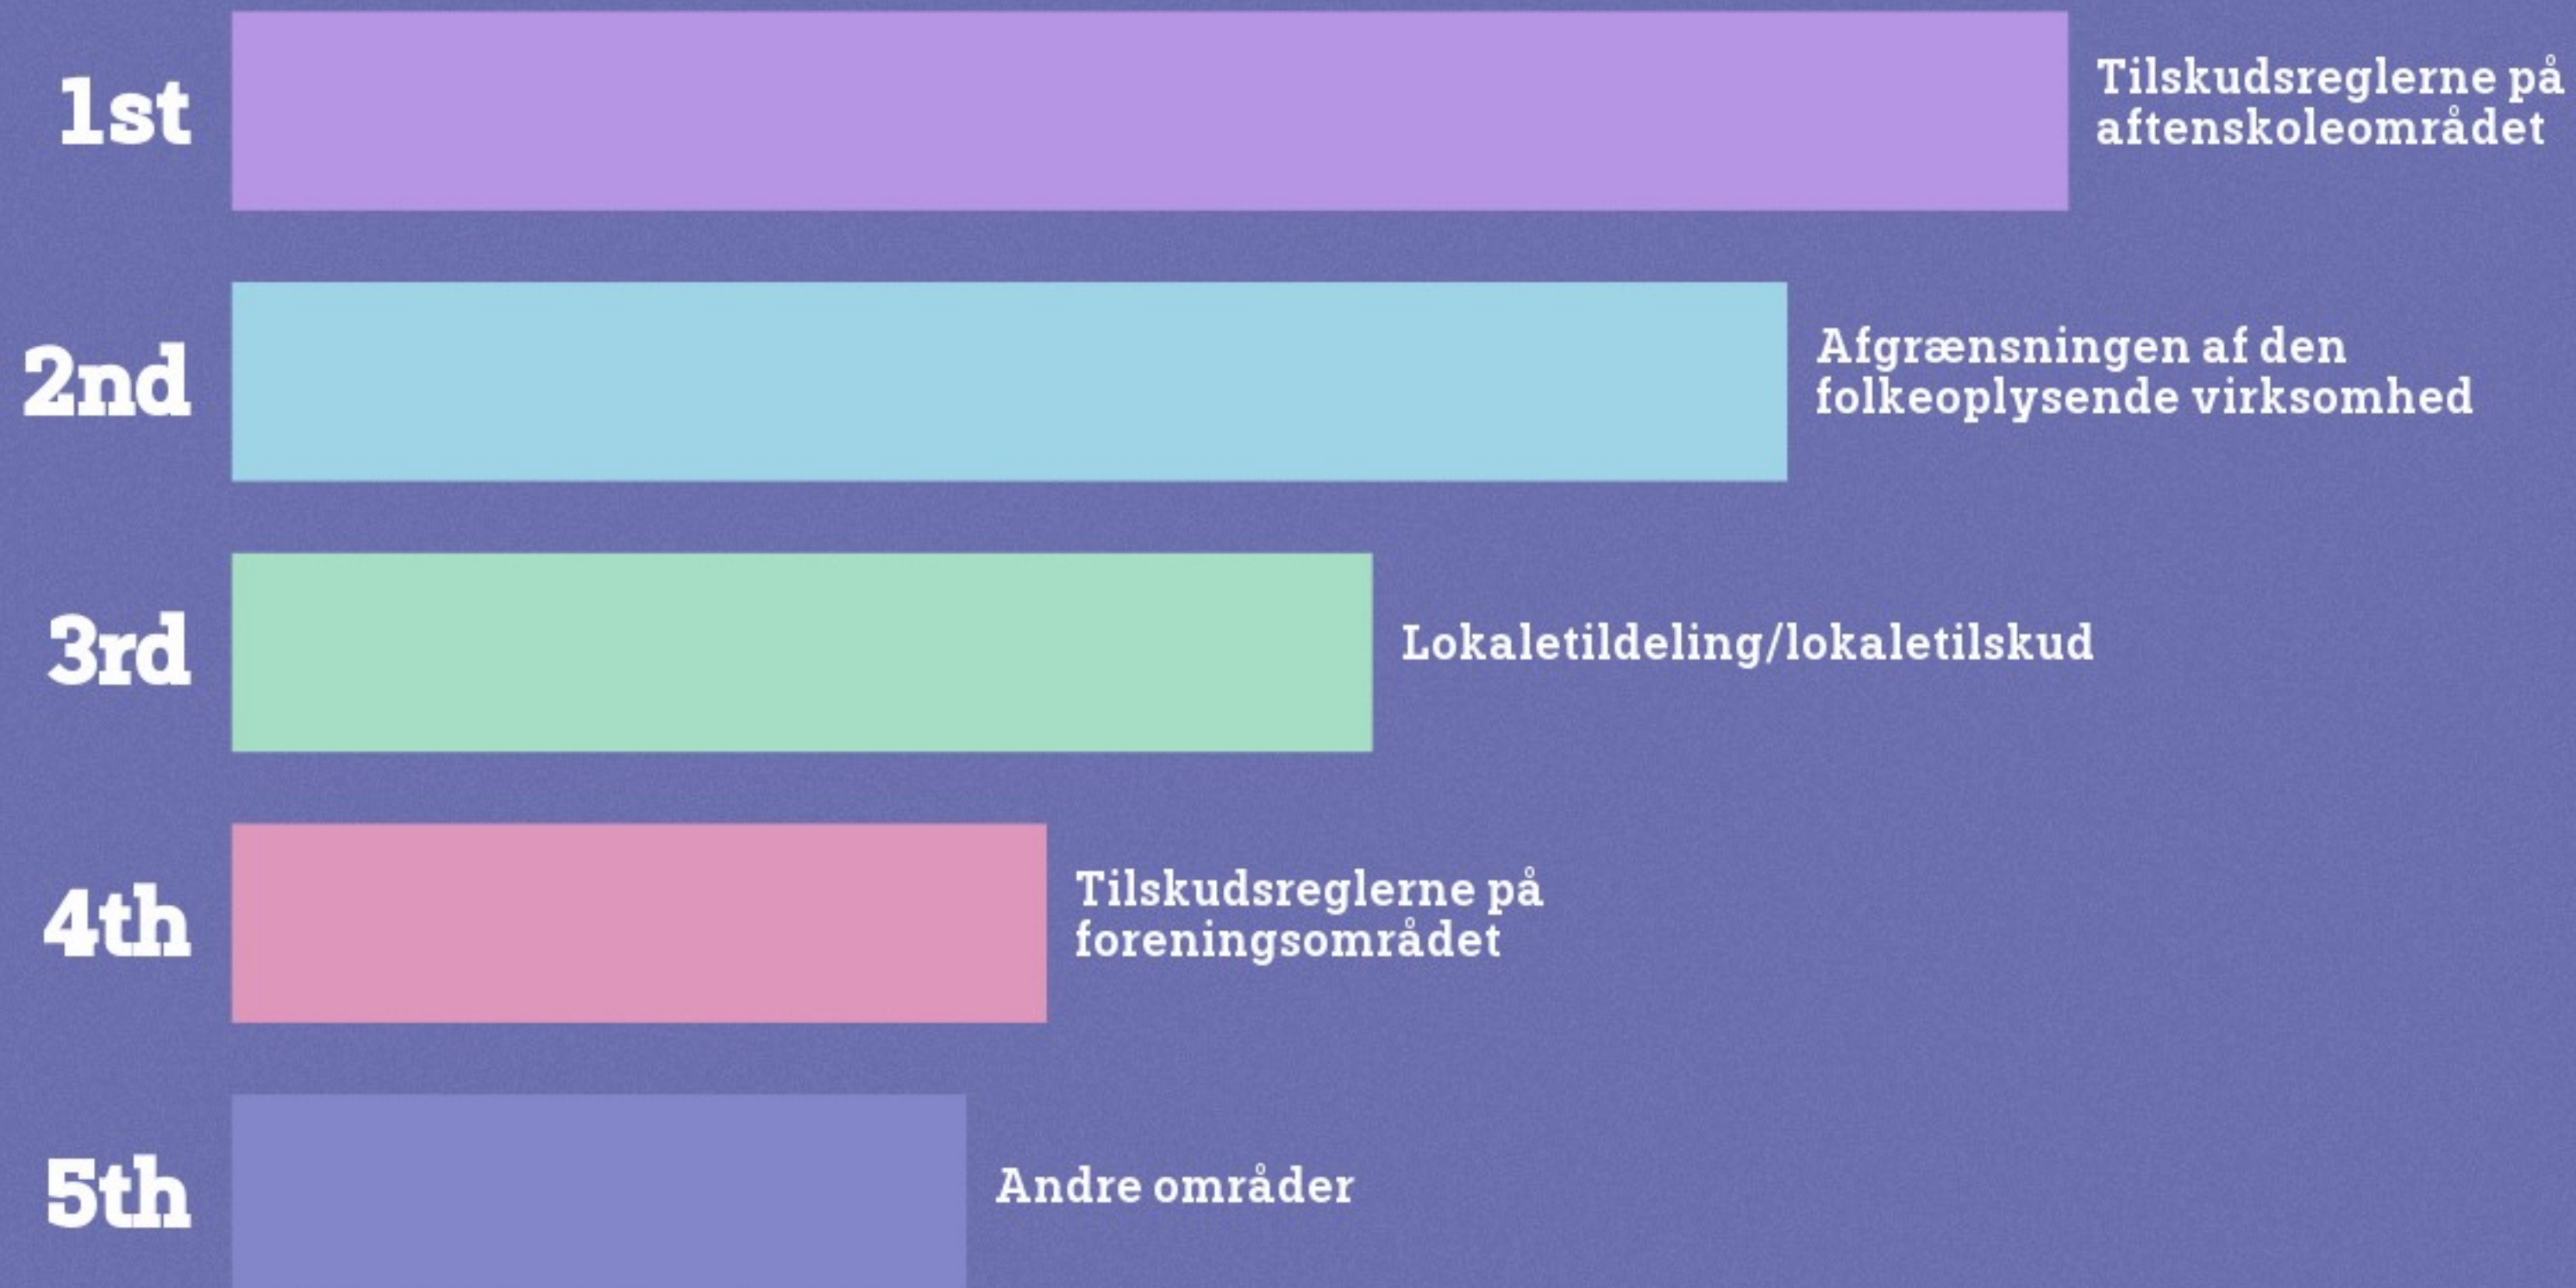 1st
Tilskudsreglerne på
aftenskoleområdet
2nd
Afgrænsningen af den
folkeoplysende virksomhed
3rd
Lokaletildeling/lokaletilskud
4th
Tilskudsreglerne på
foreningsområdet
5th
Andre områder